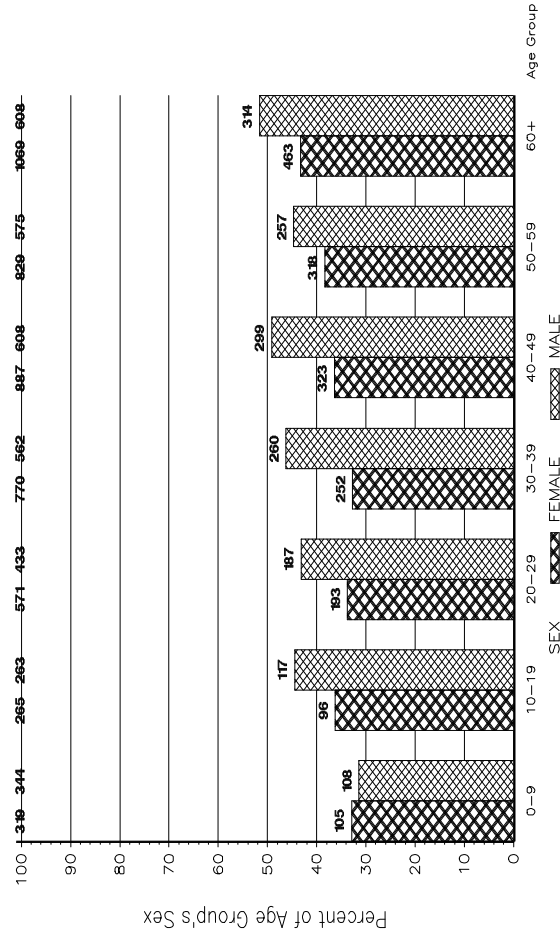 319 344 265 263 571 433 770 562 887 608 829 575 1069 608
100
90
80
70
60
50
40
30
20
10
0
Percent of Age Group's Sex
105 108 96 117 193 187 252 260 323 299 318 257 463 314
0–9 10–19 20–29 30–39 40–49 50–59 60+ Age Group
SEX FEMALE MALE